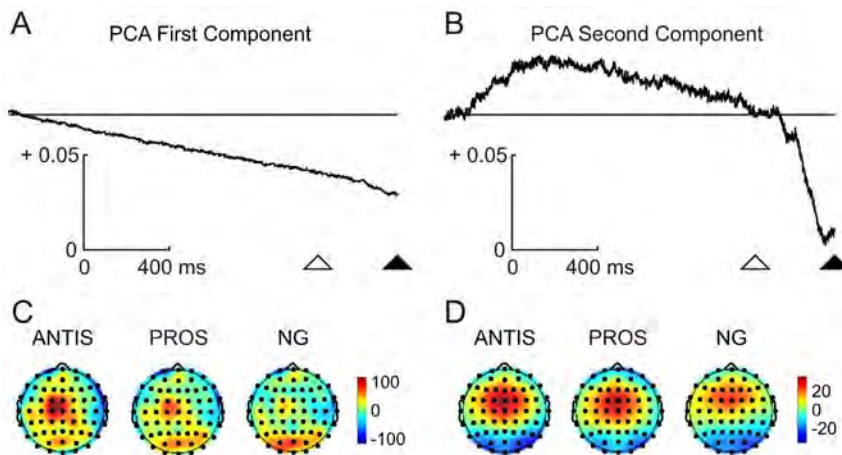 A
PCA First Component
+ 0.05
0
0
400 ms
B
PCA Second Component
+ 0.05
0
0
400 ms
C
ANTIS
PROS
NG
100
0
-100
D
ANTIS
PROS
NG
20
0
-20